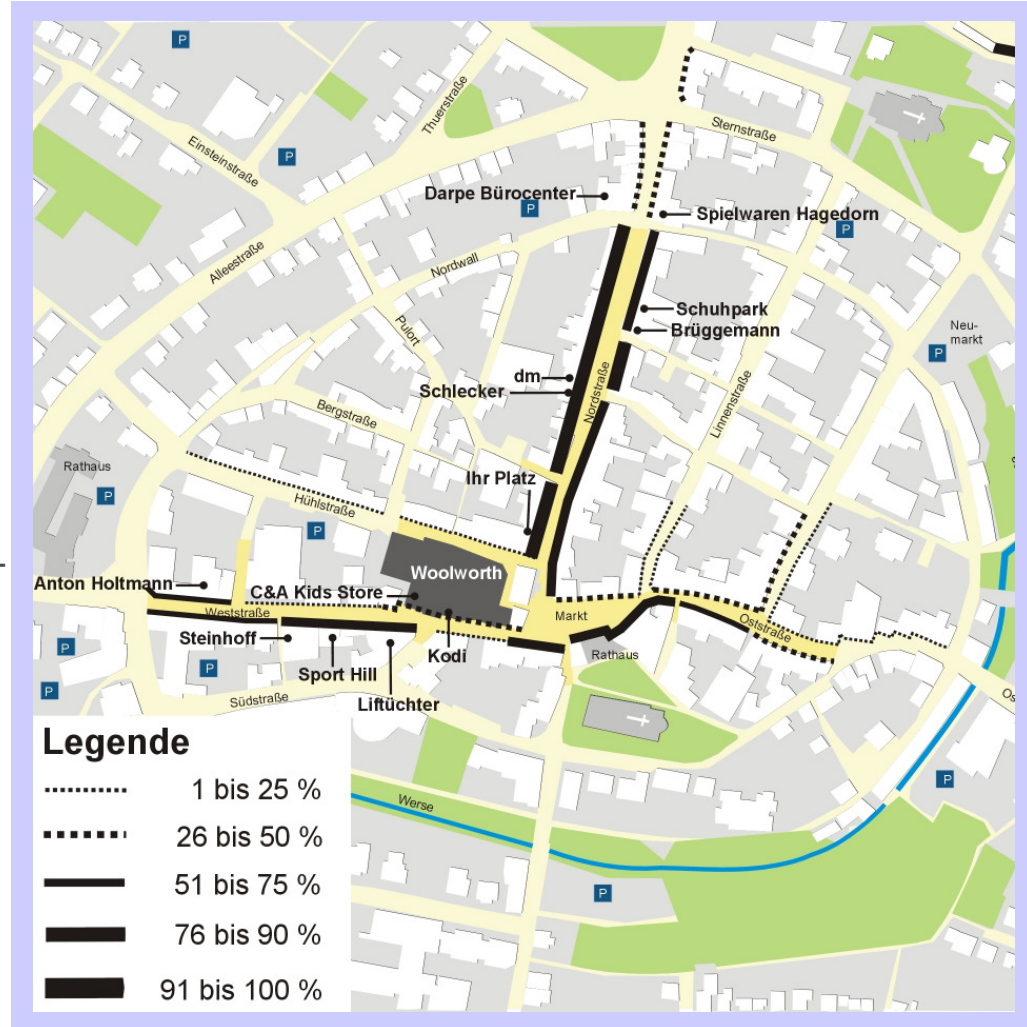 P
Thuerstraße
Einsteinstraße
P
Sternstraße
Darpe Bürocenter
P
Spielwaren Hagedorn
P
Alleestraße
Nordwall
Pulort
Schuhpark
Brüggemann
Neu-
markt
P
dm
Schlecker
Nordstraße
Linnenstraße
Bergstraße
Rathaus
P
Ihr Platz
Hühlstraße
P
Woolworth
Anton Holtmann
C&A Kids Store
Weststraße
Markt
Oststraße
Steinhoff
Kodi
Rathaus
P
P
Sport Hill
P
Südstraße
Liftüchter
Werse
P
P
Legende
1 bis 25 %
26 bis 50 %
51 bis 75 %
76 bis 90 %
91 bis 100 %